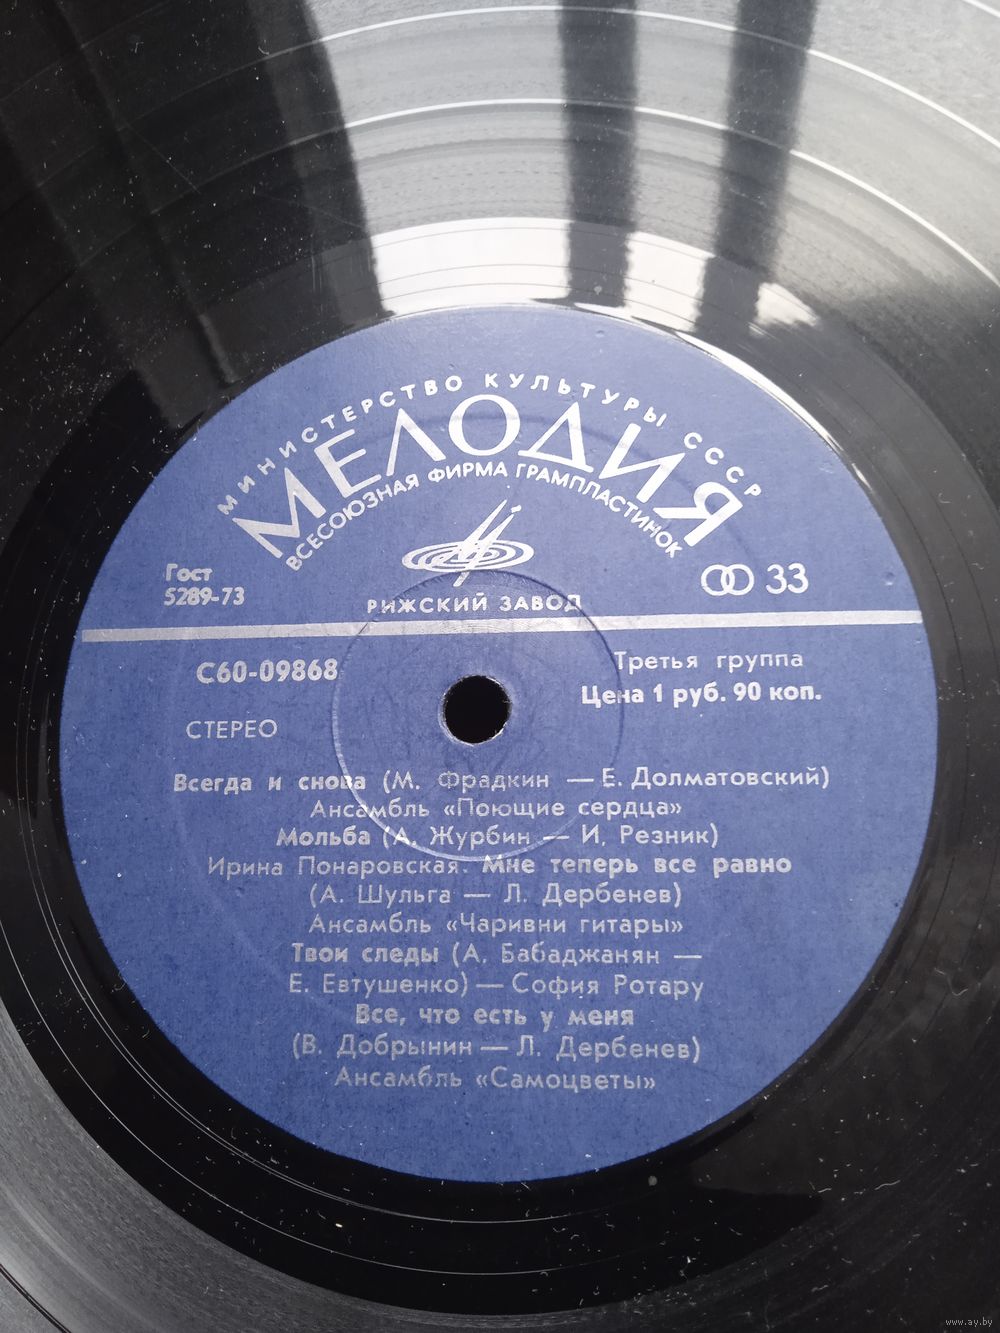 МИНИСТЕРСТВО КУЛЬТУРЫ СССР
МЕЛОДИЯ
ВСЕСОЮЗНАЯ ФИРМА ГРАМПЛАСТИНОК
Гост
5289-73
33
РИЖСКИЙ ЗАВОД
С60-09868
Третья группа
Цена 1 руб. 90 коп.
СТЕРЕО
Всегда и снова (М. Фрадкин — Е. Долматовский)
Ансамбль «Поющие сердца»
Мольба (А. Журбин — И. Резник)
Ирина Понаровская. Мне теперь все равно
(А. Шульга — Л. Дербенев)
Ансамбль «Чаривни гитары»
Твои следы (А. Бабаджанян —
Е. Евтушенко) — София Ротару
Все, что есть у меня
(В. Добрынин — Л. Дербенев)
Ансамбль «Самоцветы»
www.ay.by